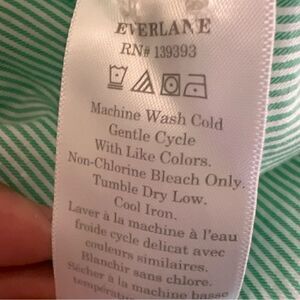 EVERLANE
RN# 139393
Machine Wash Cold
Gentle Cycle
With Like Colors.
Non-Chlorine Bleach Only.
Tumble Dry Low.
Cool Iron.
Laver à la machine à l'eau
froide cycle delicat avec
couleurs similaires.
Blanchir sans chlore.
Sécher à la machine basse